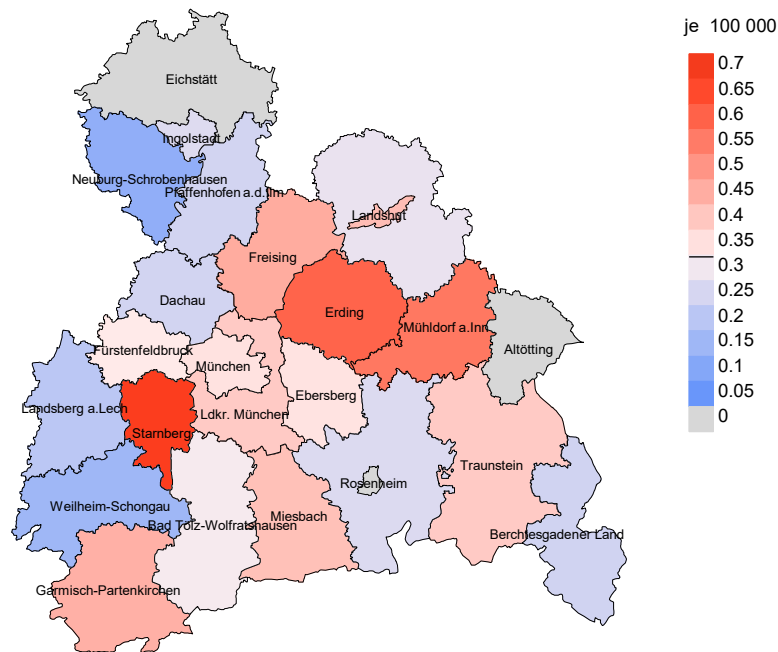 je 100 000
0.7
0.65
0.6
0.55
0.5
0.45
0.4
0.35
0.3
0.25
0.2
0.15
0.1
0.05
0
Eichstätt
Ingolstadt
Neuburg-Schrobenhausen
Pfaffenhofen a.d.Ilm
Landshut
Freising
Dachau
Erding
Mühldorf a.Inn
Altötting
Fürstenfeldbruck
München
Ebersberg
Landsberg a.Lech
Ldkr. München
Starnberg
Traunstein
Rosenheim
Weilheim-Schongau
Miesbach
Bad Tölz-Wolfratshausen
Berchtesgadener Land
Garmisch-Partenkirchen